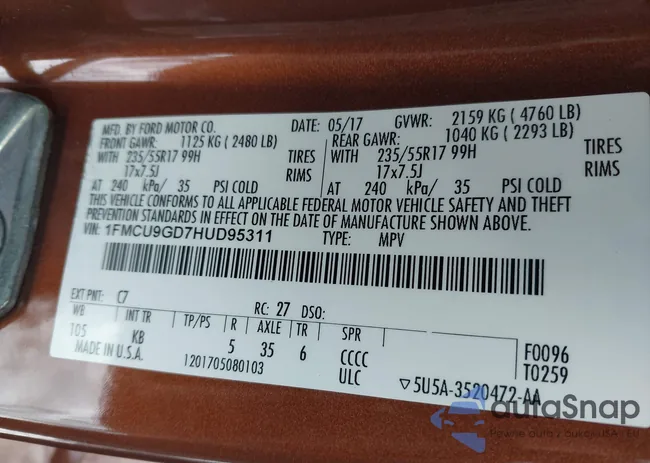 MFD. BY FORD MOTOR CO.
DATE: 05/17 GVWR: 2159 KG ( 4760 LB)
FRONT GAWR: 1125 KG ( 2480 LB) REAR GAWR: 1040 KG ( 2293 LB)
WITH 235/55R17 99H TIRES WITH 235/55R17 99H TIRES
17x7.5J RIMS 17x7.5J RIMS
AT 240 kPa/ 35 PSI COLD AT 240 kPa/ 35 PSI COLD
THIS VEHICLE CONFORMS TO ALL APPLICABLE FEDERAL MOTOR VEHICLE SAFETY AND THEFT
PREVENTION STANDARDS IN EFFECT ON THE DATE OF MANUFACTURE SHOWN ABOVE.
VIN: 1FMCU9GD7HUD95311 TYPE: MPV
EXT PNT: C7 RC: 27 DSO:
WB INT TR TP/PS R AXLE TR SPR
105 KB 5 35 6 CCCC F0096
MADE IN U.S.A. 1201705080103 ULC T0259
▽5U5A-3520472-AA
autoSnap